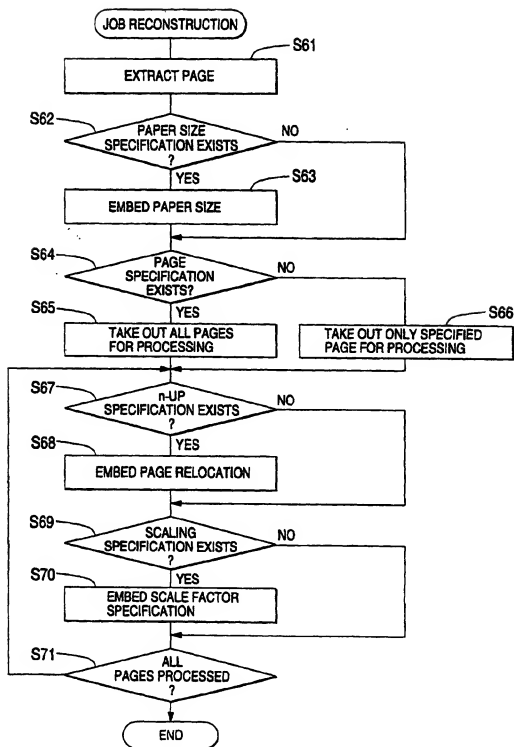 JOB RECONSTRUCTION
S61
EXTRACT PAGE
S62
PAPER SIZE
SPECIFICATION EXISTS
?
NO
YES
S63
EMBED PAPER SIZE
S64
PAGE
SPECIFICATION
EXISTS?
NO
YES
S65
S66
TAKE OUT ALL PAGES
FOR PROCESSING
TAKE OUT ONLY SPECIFIED
PAGE FOR PROCESSING
S67
n-UP
SPECIFICATION EXISTS
?
NO
YES
S68
EMBED PAGE RELOCATION
S69
SCALING
SPECIFICATION EXISTS
?
NO
YES
S70
EMBED SCALE FACTOR
SPECIFICATION
S71
ALL
PAGES PROCESSED
?
END